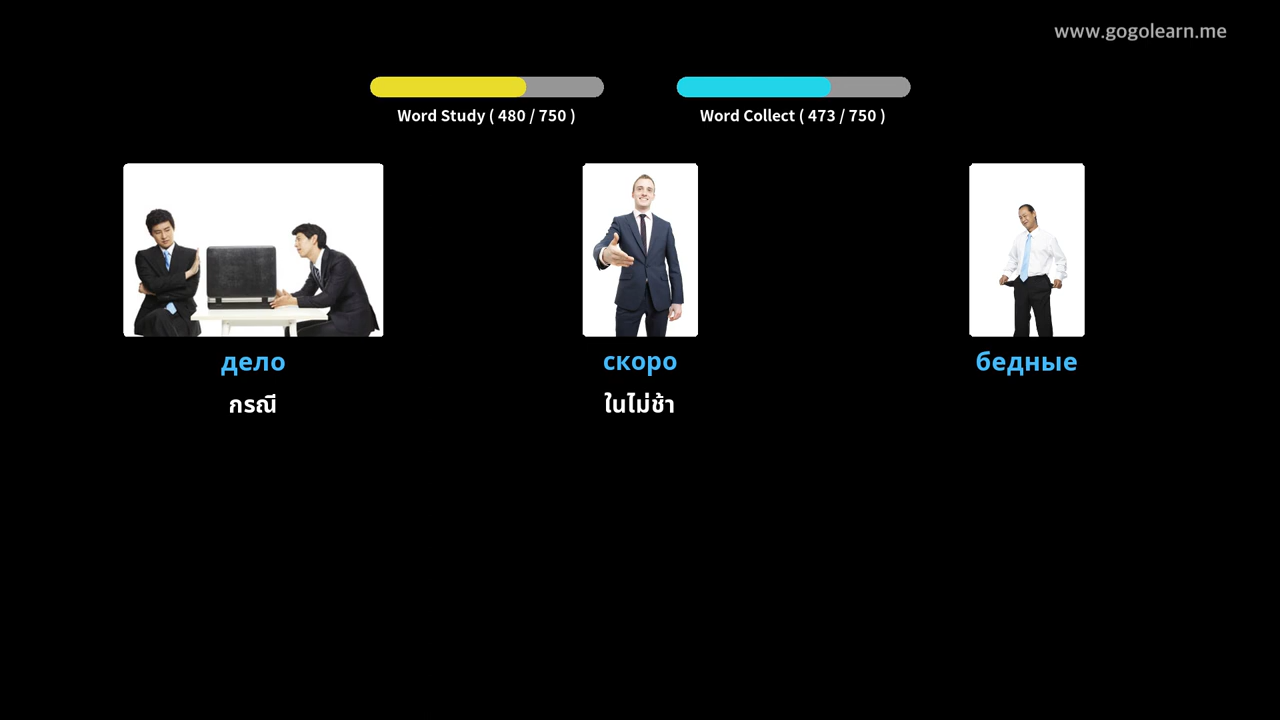 www.gogolearn.me
Word Study ( 480 / 750 )
Word Collect ( 473 / 750 )
дело
скоро
бедные
กรณี
ในไม่ช้า